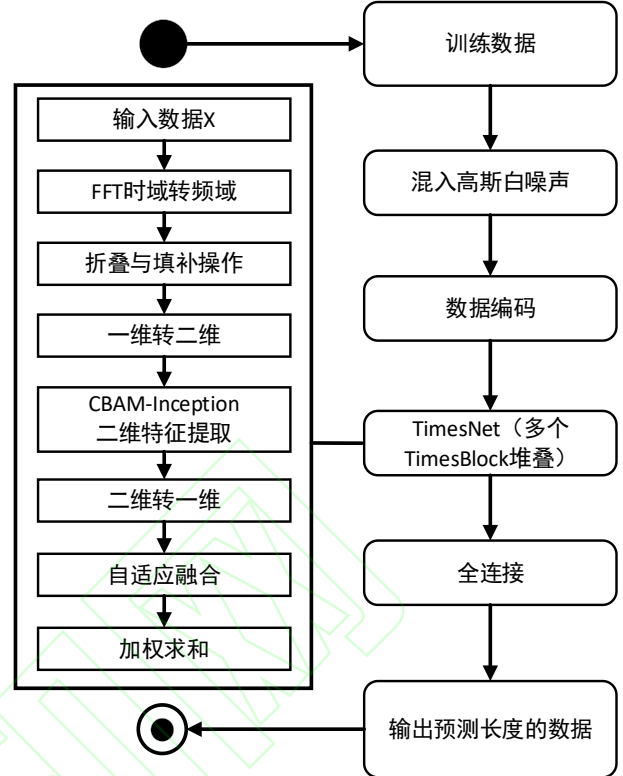 训练数据
混入高斯白噪声
数据编码
TimesNet（多个
TimesBlock堆叠）
全连接
输出预测长度的数据
输入数据X
FFT时域转频域
折叠与填补操作
一维转二维
CBAM-Inception
二维特征提取
二维转一维
自适应融合
加权求和